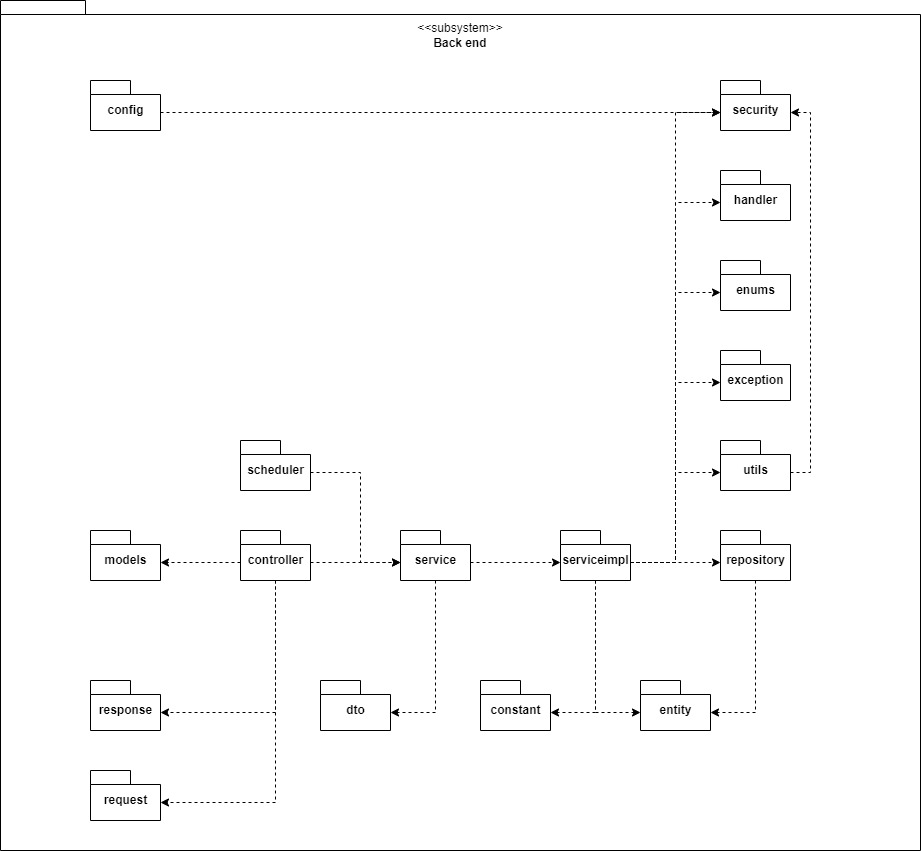 <<subsystem>>
Back end
config
security
handler
enums
exception
scheduler
utils
models
controller
service
serviceimpl
repository
response
dto
constant
entity
request